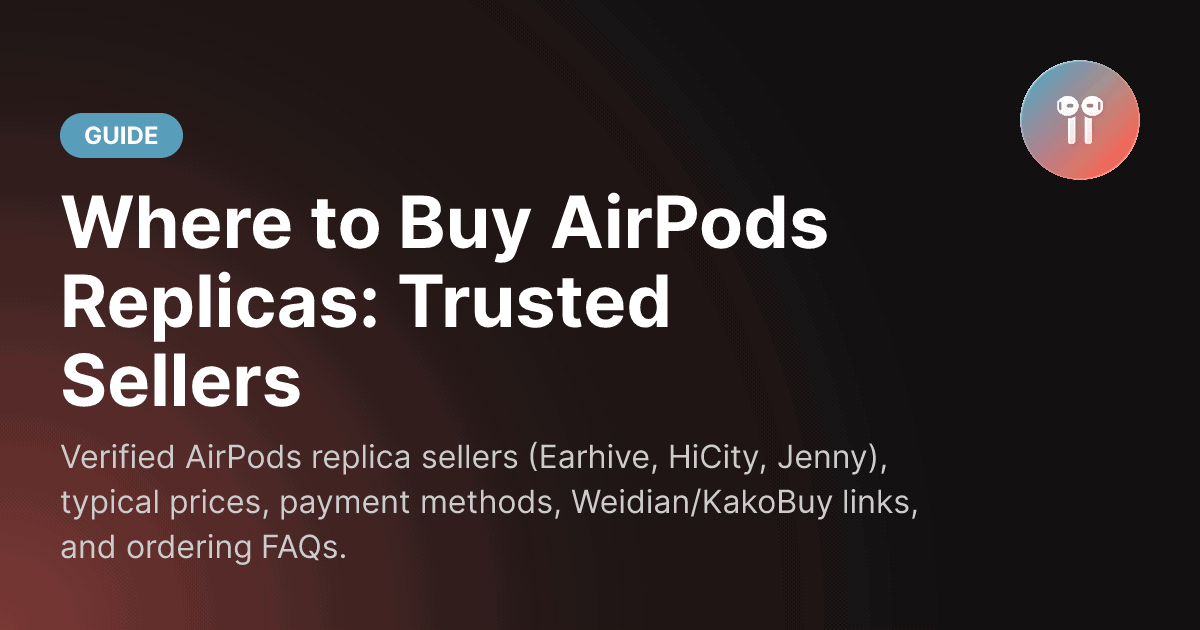 GUIDE
Where to Buy AirPods
Replicas: Trusted
Sellers
Verified AirPods replica sellers (Earhive, HiCity, Jenny),
typical prices, payment methods, Weidian/KakoBuy links,
and ordering FAQs.